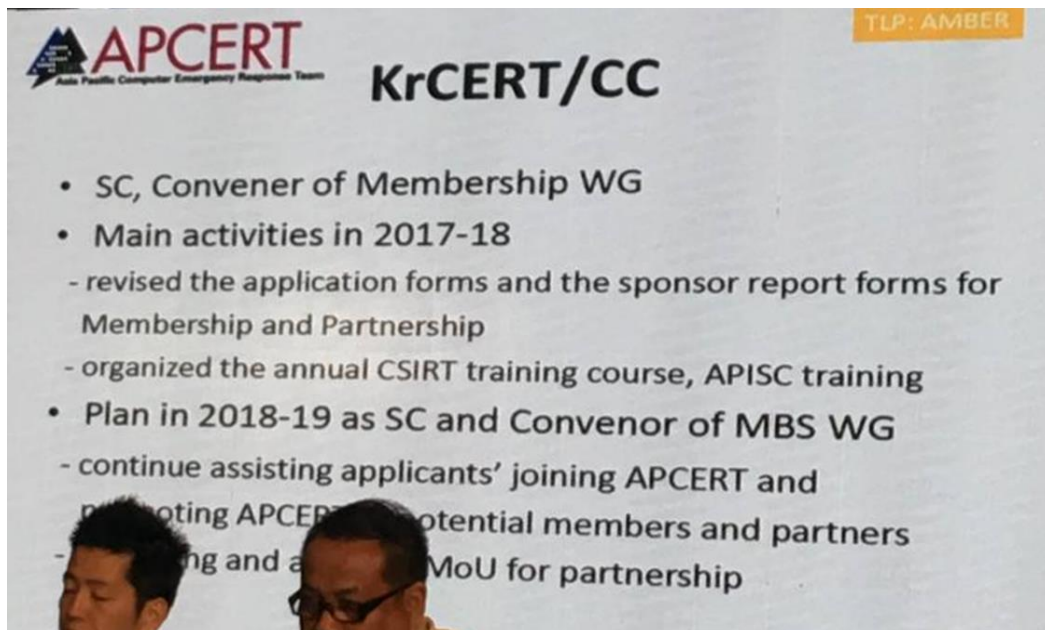 APCERT
Asia Pacific Computer Emergency Response Team
TLP: AMBER
KrCERT/CC
• SC, Convener of Membership WG
• Main activities in 2017-18
- revised the application forms and the sponsor report forms for
Membership and Partnership
- organized the annual CSIRT training course, APISC training
• Plan in 2018-19 as SC and Convenor of MBS WG
- continue assisting applicants' joining APCERT and
potential members and partners
- and MoU for partnership